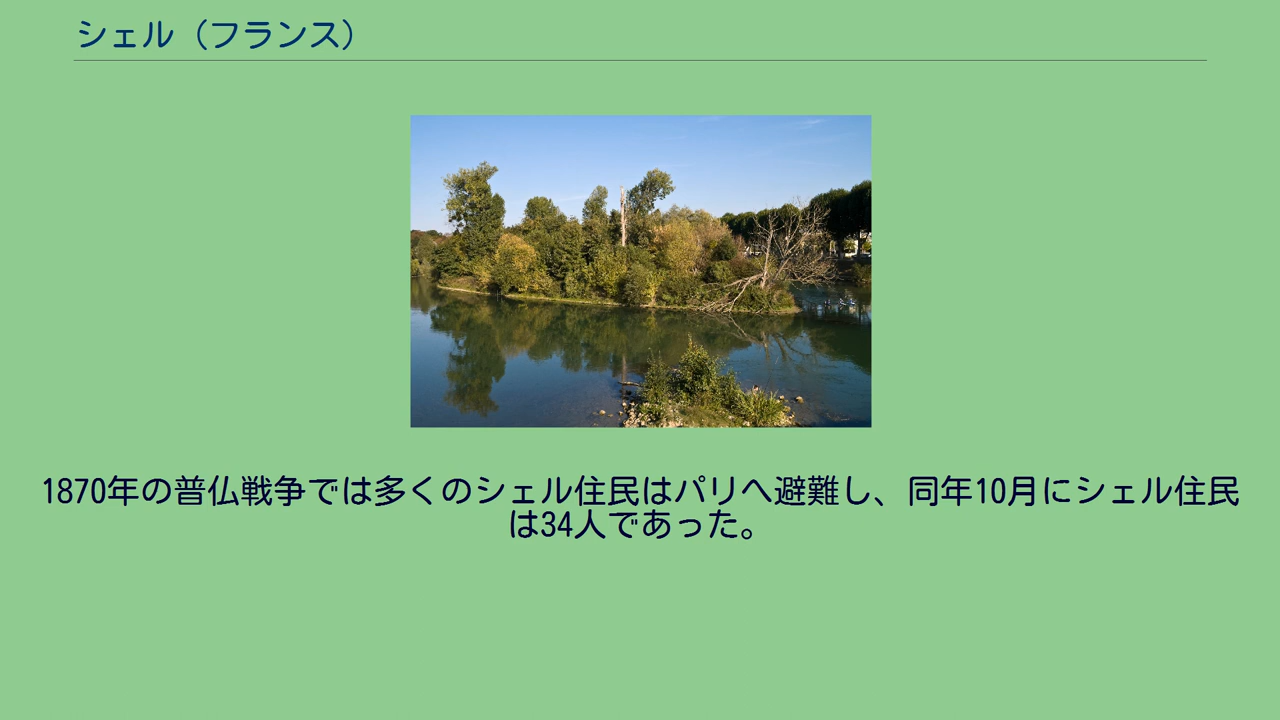 シェル（フランス）
1870年の普仏戦争では多くのシェル住民はパリへ避難し、同年10月にシェル住民
は34人であった。